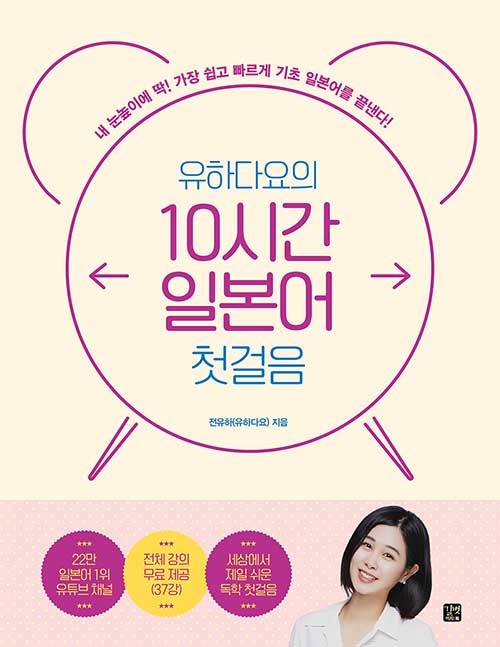 내 눈높이에 딱! 가장 쉽고 빠르게 기초 일본어를 끝낸다!
유하다요의
10시간
일본어
첫걸음
전유하(유하다요) 지음
22만
일본어 1위
유튜브 채널
전체 강의
무료 제공
(37강)
세상에서
제일 쉬운
독학 첫걸음
길벗